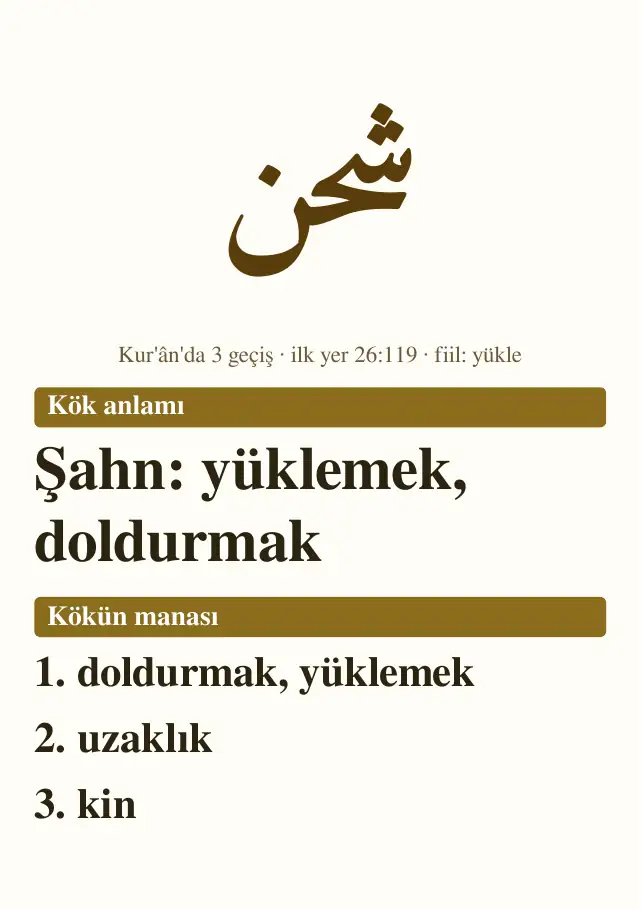 شحن
Kur'ân'da 3 geçiş · ilk yer 26:119 · fiil: yükle
Kök anlamı
Şahn: yüklemek,
doldurmak
Kökün manası
1. doldurmak, yüklemek
2. uzaklık
3. kin